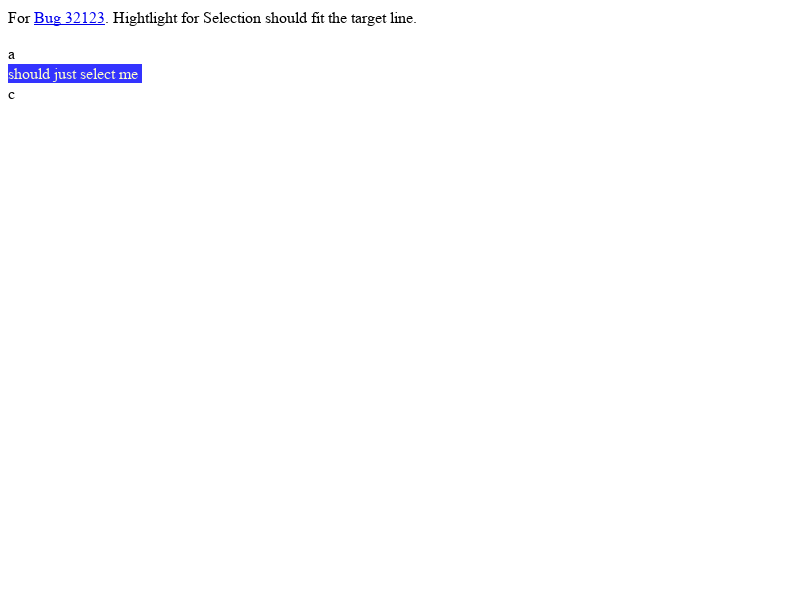 For Bug 32123. Hightlight for Selection should fit the target line.
a
should just select me
c